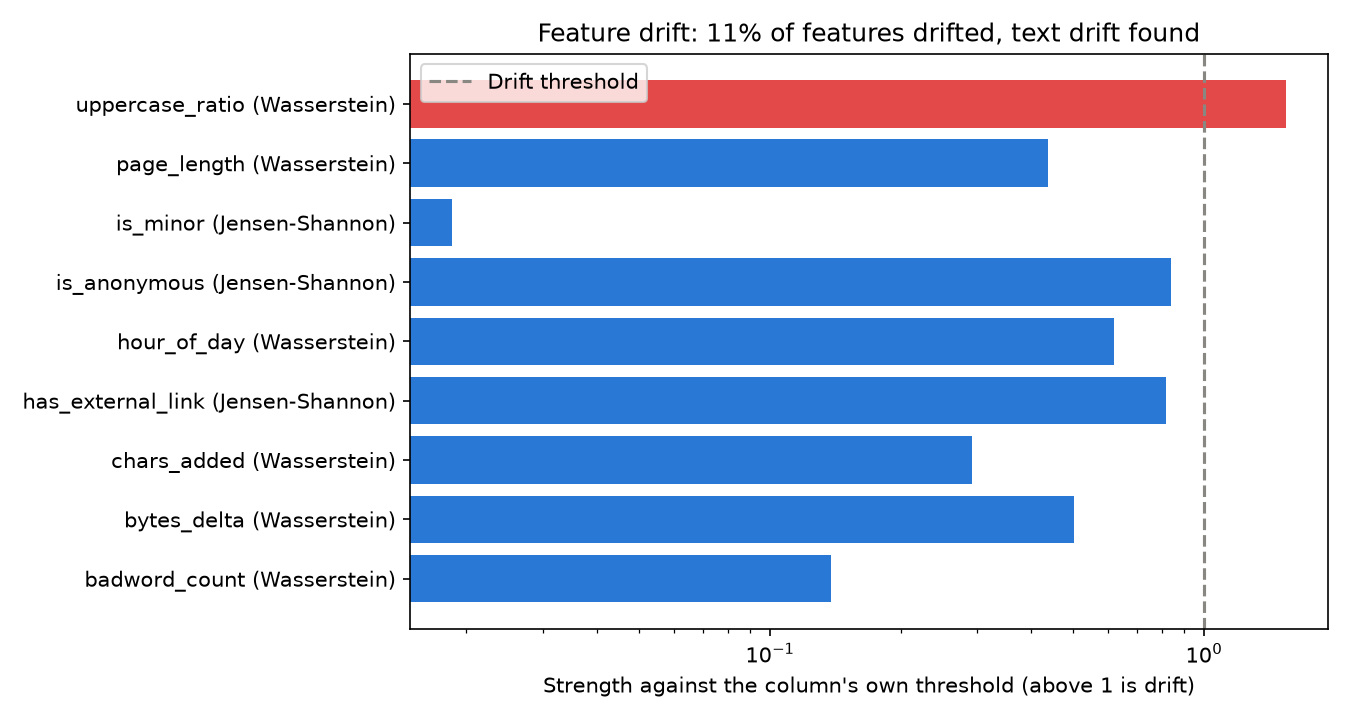 Feature drift: 11% of features drifted, text drift found
Drift threshold
uppercase_ratio (Wasserstein)
page_length (Wasserstein)
is_minor (Jensen-Shannon)
is_anonymous (Jensen-Shannon)
hour_of_day (Wasserstein)
has_external_link (Jensen-Shannon)
chars_added (Wasserstein)
bytes_delta (Wasserstein)
badword_count (Wasserstein)
10⁻¹ 10⁰
Strength against the column's own threshold (above 1 is drift)